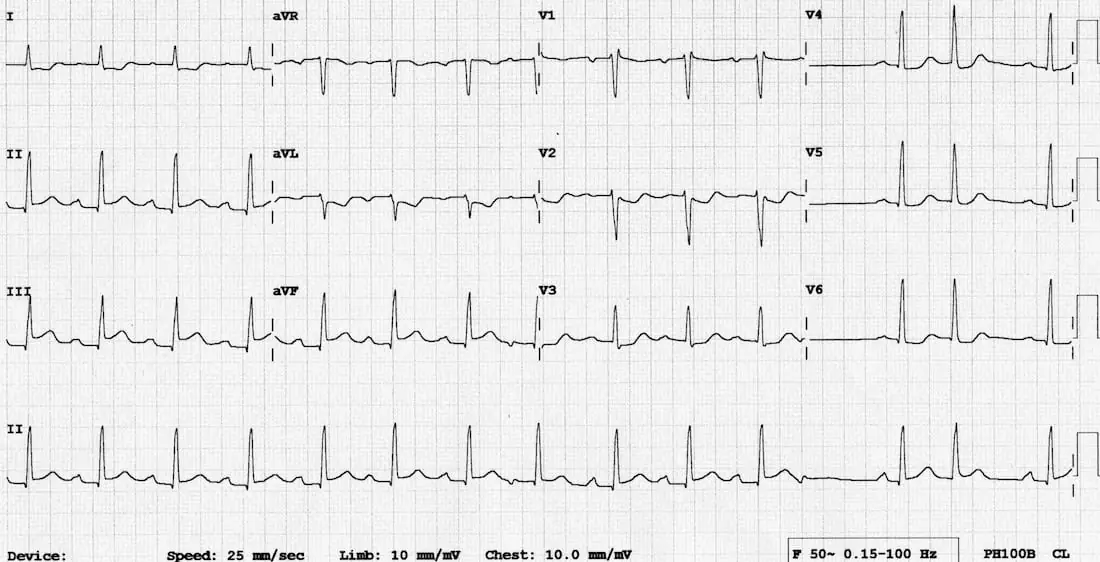 I aVR V1 V4
II aVL V2 V5
III aVF V3 V6
II
Device: Speed: 25 mm/sec Limb: 10 mm/mV Chest: 10.0 mm/mV F 50~ 0.15-100 Hz PH100B CL